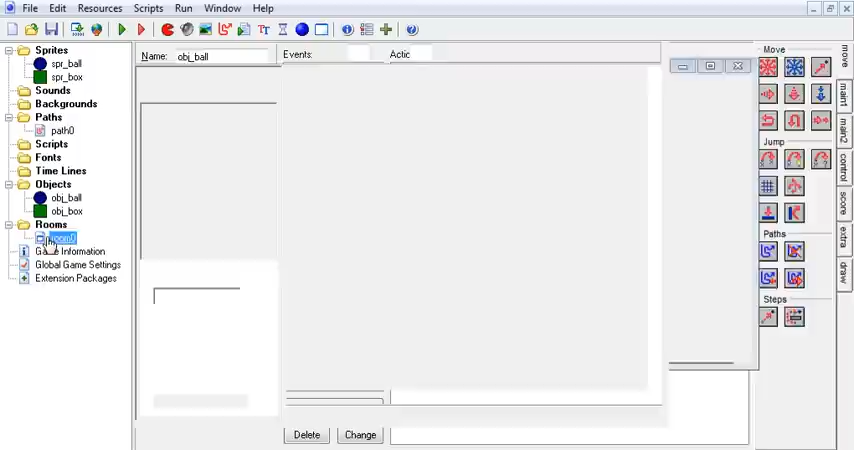 File Edit Resources Scripts Run Window Help
Name: obj_ball Events: Actic
Sprites
spr_ball
spr_box
Sounds
Backgrounds
Paths
path0
Scripts
Fonts
Time Lines
Objects
obj_ball
obj_box
Rooms
room0
Game Information
Global Game Settings
Extension Packages
Delete Change
Move
Jump
Paths
Steps
move
main1
main2
control
score
extra
draw